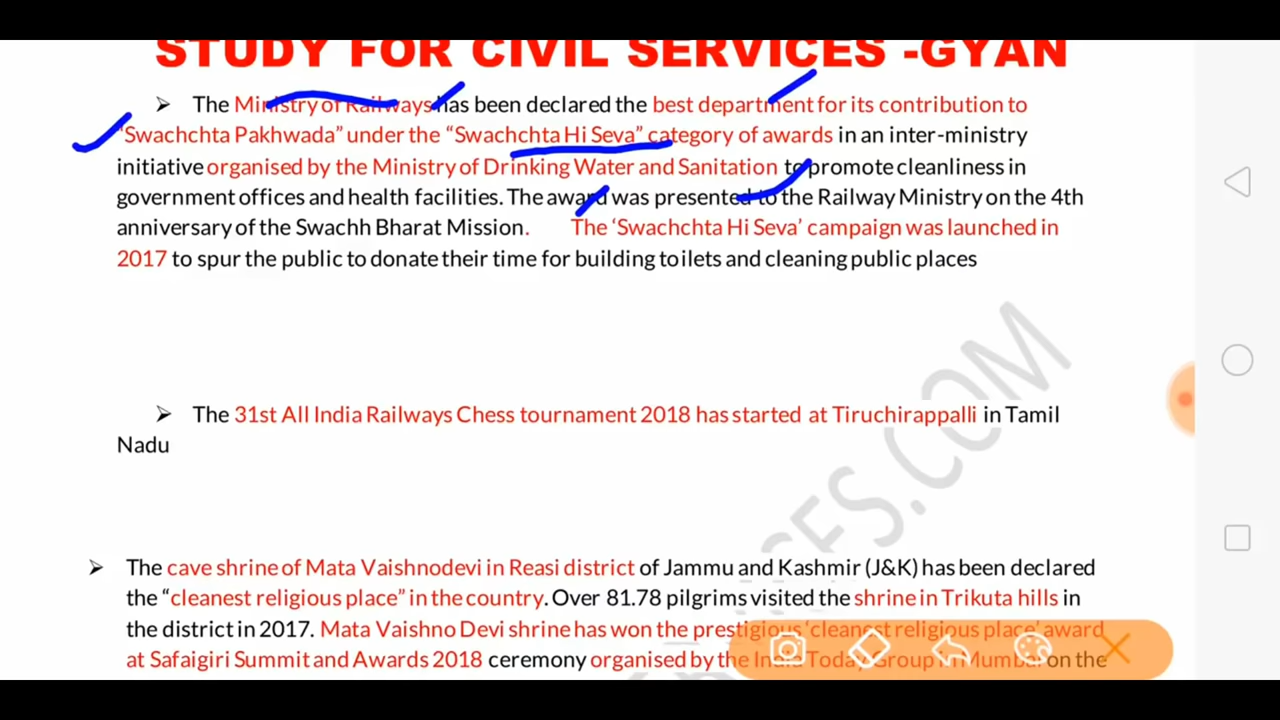 STUDY FOR CIVIL SERVICES -GYAN
➤ The Ministry of Railways has been declared the best department for its contribution to
"Swachchta Pakhwada" under the "Swachchta Hi Seva" category of awards in an inter-ministry
initiative organised by the Ministry of Drinking Water and Sanitation to promote cleanliness in
government offices and health facilities. The award was presented to the Railway Ministry on the 4th
anniversary of the Swachh Bharat Mission. The 'Swachchta Hi Seva' campaign was launched in
2017 to spur the public to donate their time for building toilets and cleaning public places
➤ The 31st All India Railways Chess tournament 2018 has started at Tiruchirappalli in Tamil
Nadu
➤ The cave shrine of Mata Vaishnodevi in Reasi district of Jammu and Kashmir (J&K) has been declared
the "cleanest religious place" in the country. Over 81.78 pilgrims visited the shrine in Trikuta hills in
the district in 2017. Mata Vaishno Devi shrine has won the prestigious 'cleanest religious place' award
at Safaigiri Summit and Awards 2018 ceremony organised by the India Today Group in Mumbai on the